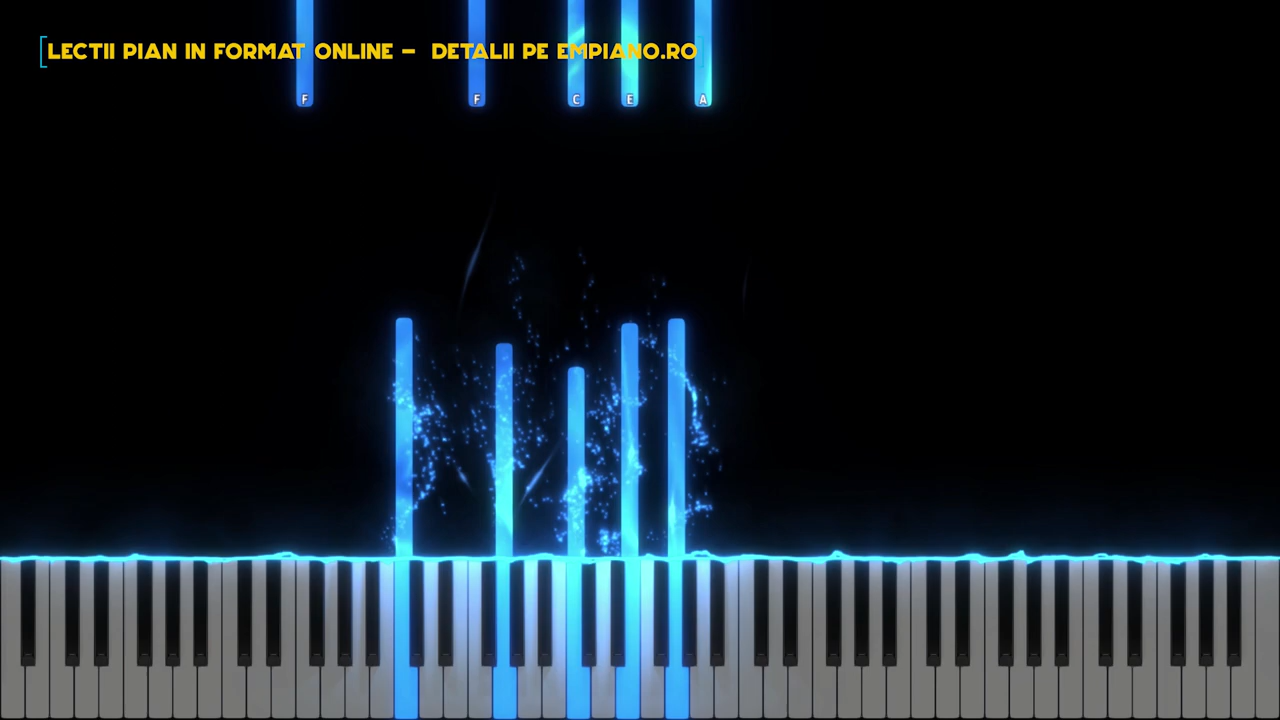 [LECTII PIAN IN FORMAT ONLINE - DETALII PE EMPIANO.RO]
F F C E A